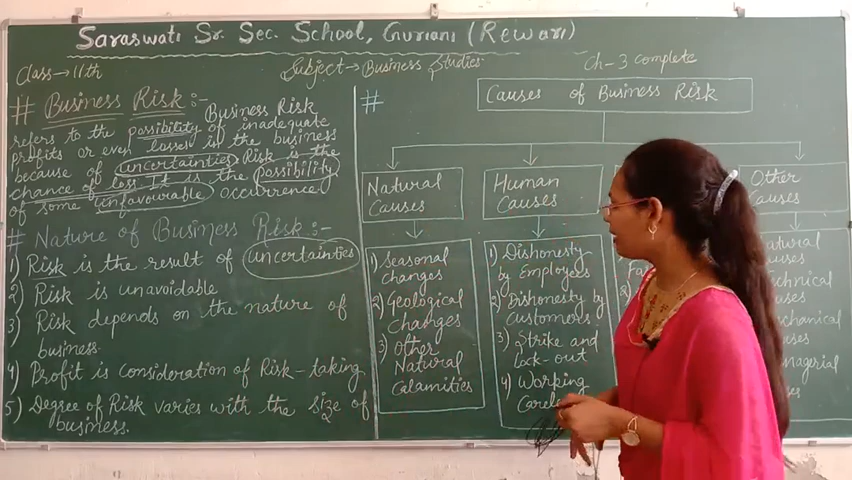 Saraswati Sr. Sec. School, Guriani (Rewari)
Class → 11th
Subject → Business Studies
Ch-3 complete
# Business Risk :-
Business Risk
refers to the possibility of inadequate
profits or even losses in the business
because of uncertainties Risk is the
chance of loss It is the possibility
of some unfavourable occurrence
# Nature of Business Risk :-
1) Risk is the result of uncertainties
2) Risk is unavoidable
3) Risk depends on the nature of
business.
4) Profit is consideration of Risk-taking
5) Degree of Risk varies with the size of
business.
# Causes of Business Risk
Natural
Causes
1) Seasonal
changes
2) Geological
Changes
3) Other
Natural
Calamities
Human
Causes
1) Dishonesty
by Employees
2) Dishonesty by
Customers
3) Strike and
Lock-out
4) Working
Other
Causes